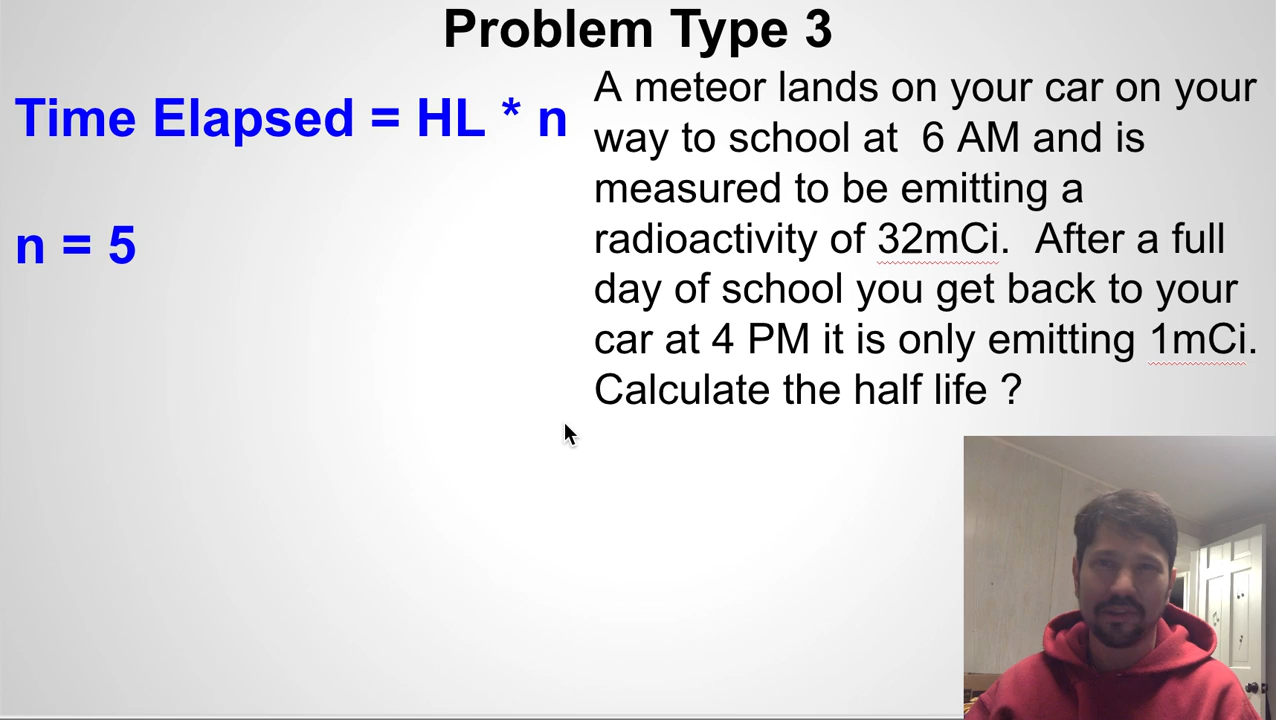 Problem Type 3
Time Elapsed = HL * n
n = 5
A meteor lands on your car on your
way to school at  6 AM and is
measured to be emitting a
radioactivity of 32mCi.  After a full
day of school you get back to your
car at 4 PM it is only emitting 1mCi.
Calculate the half life ?